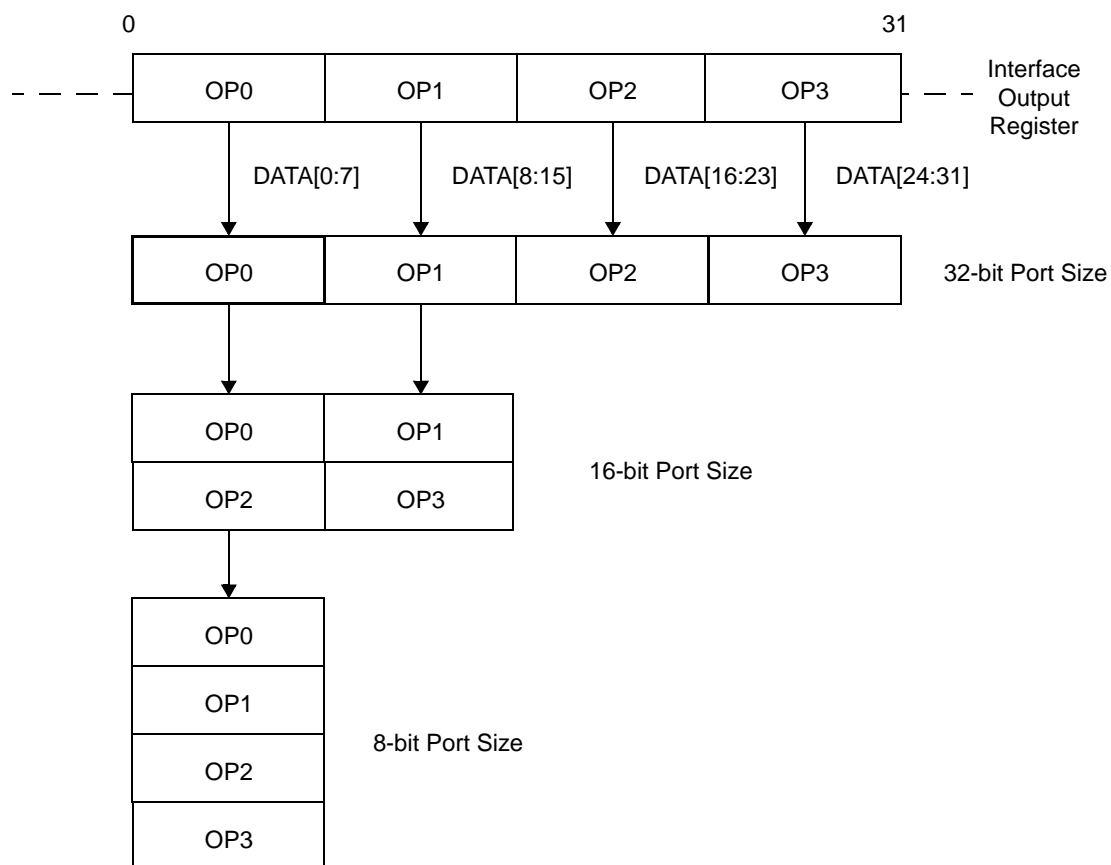 0 31
OP0 OP1 OP2 OP3
Interface
Output
Register
DATA[0:7] DATA[8:15] DATA[16:23] DATA[24:31]
OP0 OP1 OP2 OP3 32-bit Port Size
OP0 OP1
16-bit Port Size
OP2 OP3
OP0
OP1
8-bit Port Size
OP2
OP3